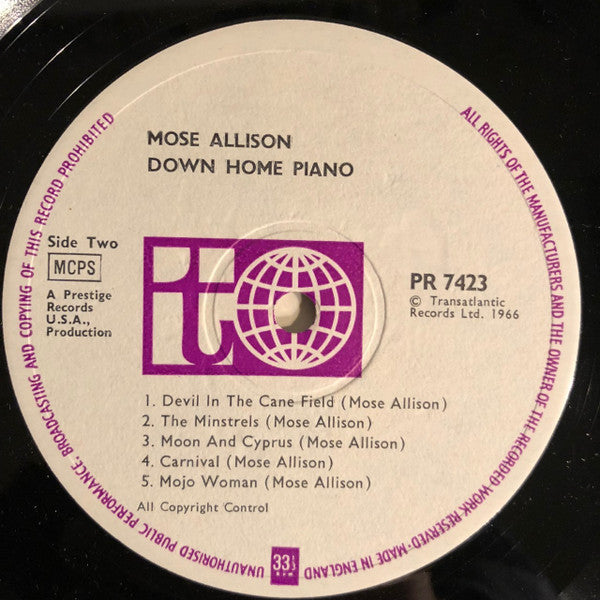 MOSE ALLISON
DOWN HOME PIANO
Side Two
MCPS
A Prestige
Records
U.S.A.,
Production
PR 7423
© Transatlantic
Records Ltd. 1966
1. Devil In The Cane Field (Mose Allison)
2. The Minstrels (Mose Allison)
3. Moon And Cyprus (Mose Allison)
4. Carnival (Mose Allison)
5. Mojo Woman (Mose Allison)
All Copyright Control
ALL RIGHTS OF THE MANUFACTURERS AND THE OWNER OF THE RECORDED WORK RESERVED·MADE IN ENGLAND
33
UNAUTHORISED PUBLIC PERFORMANCE, BROADCASTING AND COPYING OF THIS RECORD PROHIBITED